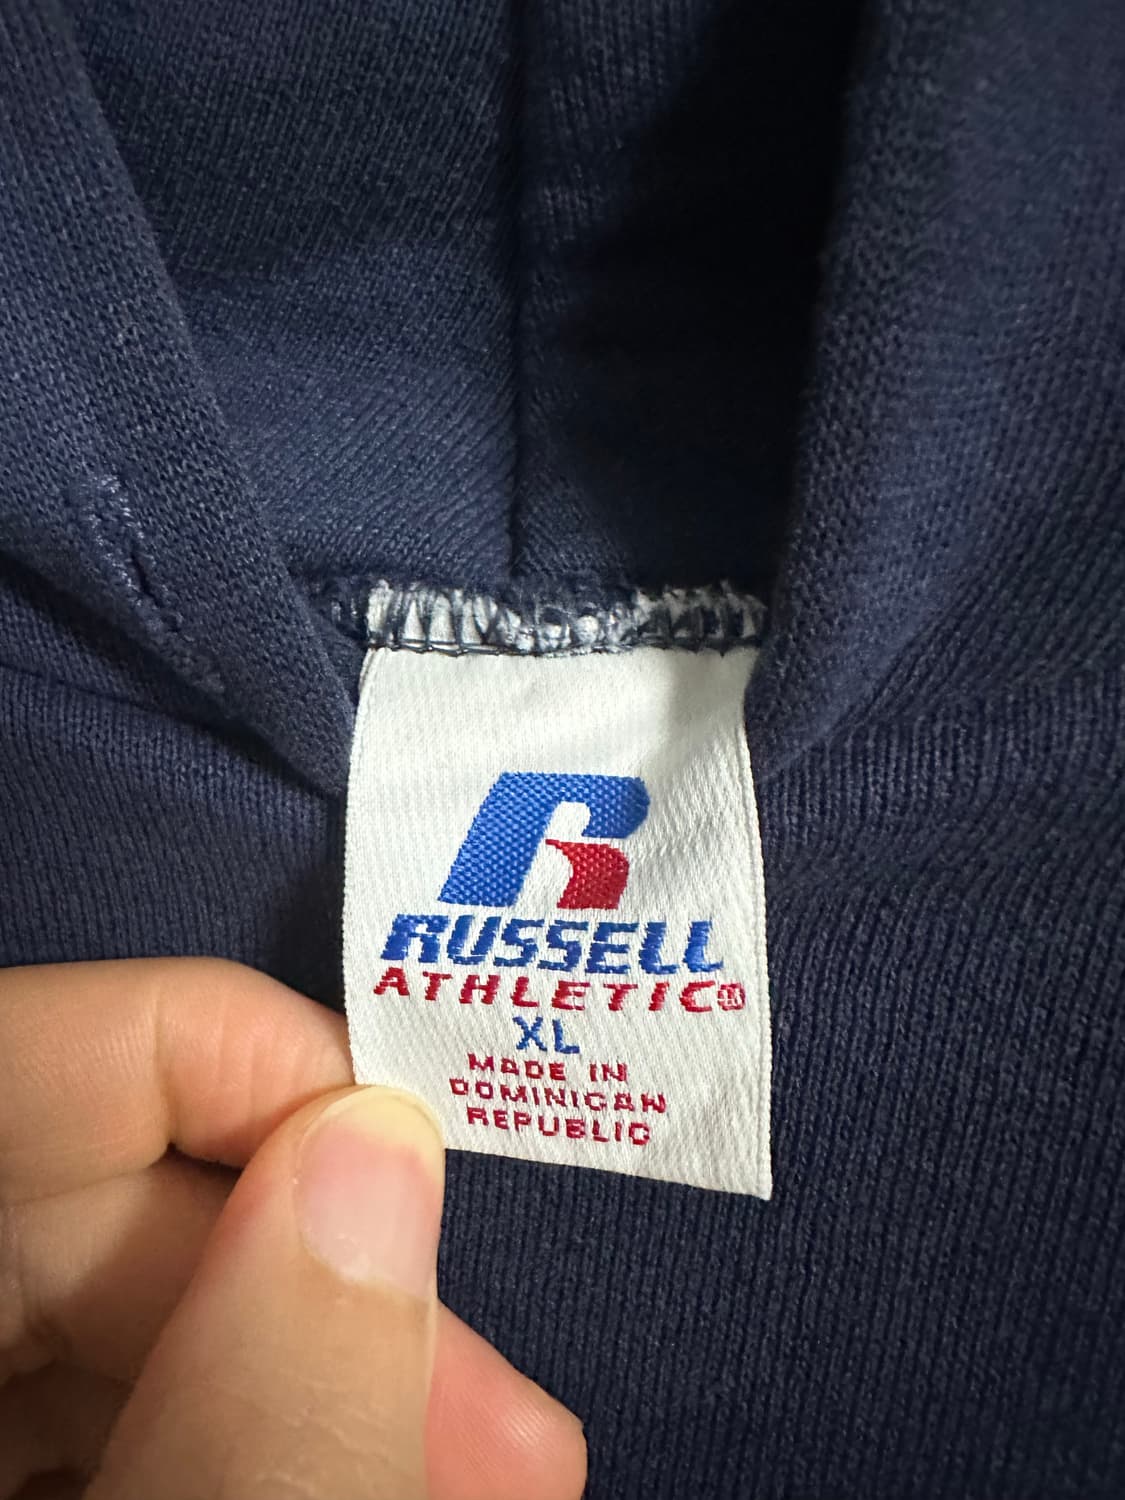 R
RUSSELL
ATHLETIC®
XL
MADE IN
DOMINICAN
REPUBLIC